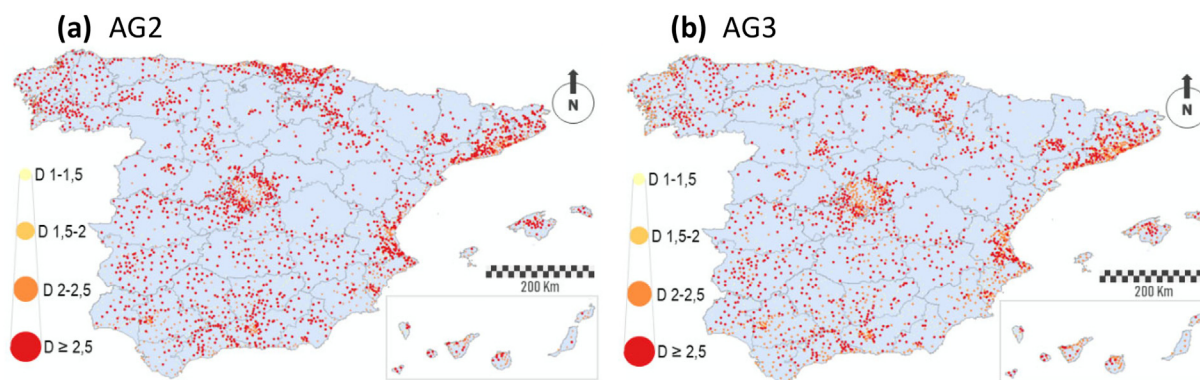 (a) AG2
N
D 1-1,5
D 1,5-2
D 2-2,5
D ≥ 2,5
200 Km
(b) AG3
N
D 1-1,5
D 1,5-2
D 2-2,5
D ≥ 2,5
200 Km